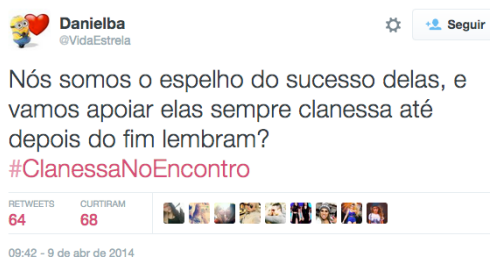 Danielba
@VidaEstrela
Seguir
Nós somos o espelho do sucesso delas, e
vamos apoiar elas sempre clanessa até
depois do fim lembram?
#ClanessaNoEncontro
RETWEETS CURTIRAM
64 68
09:42 - 9 de abr de 2014